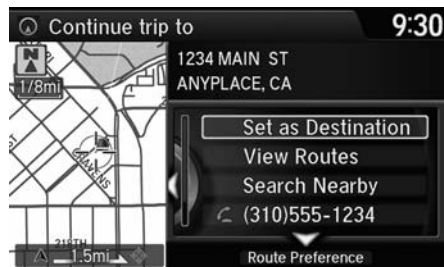 Continue trip to
9:30
N
1/8mi
1234 MAIN ST
ANYPLACE, CA
Set as Destination
View Routes
Search Nearby
(310)555-1234
218TH
1.5mi
Route Preference